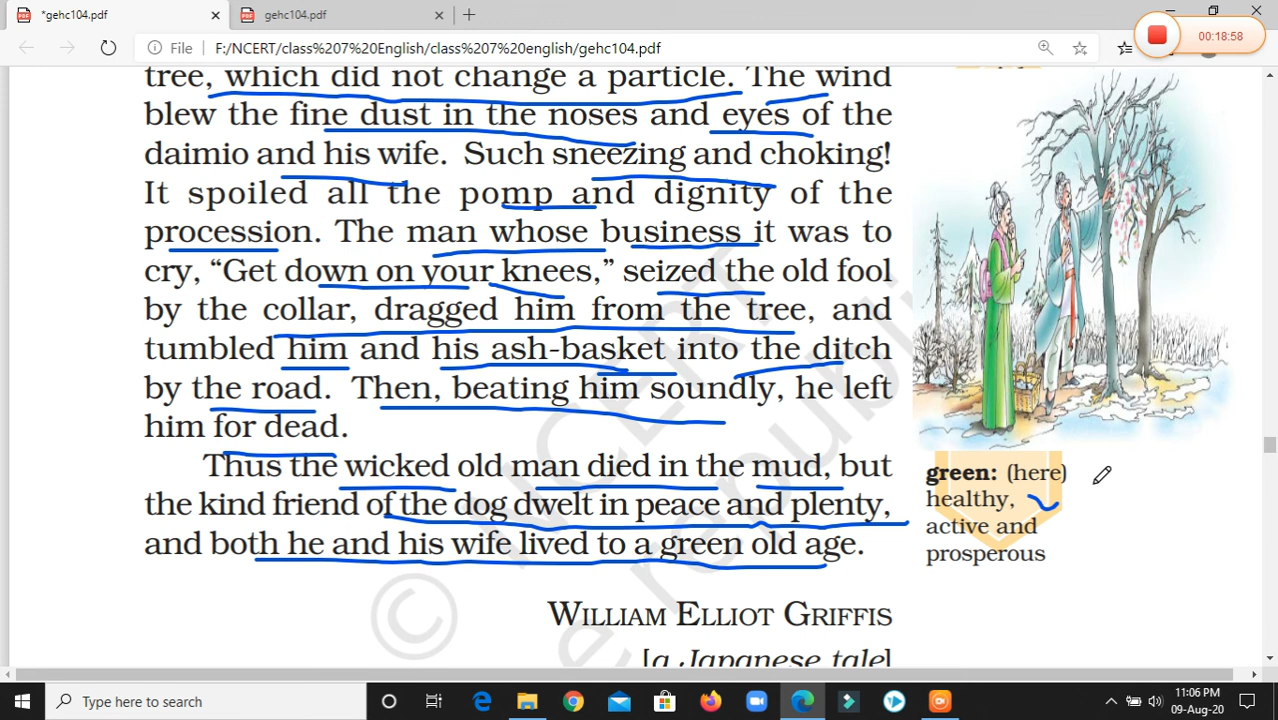 *gehc104.pdf
gehc104.pdf
00:18:58
File F:/NCERT/class%207%20English/class%207%20english/gehc104.pdf
tree, which did not change a particle. The wind
blew the fine dust in the noses and eyes of the
daimio and his wife. Such sneezing and choking!
It spoiled all the pomp and dignity of the
procession. The man whose business it was to
cry, “Get down on your knees,” seized the old fool
by the collar, dragged him from the tree, and
tumbled him and his ash-basket into the ditch
by the road. Then, beating him soundly, he left
him for dead.
Thus the wicked old man died in the mud, but
the kind friend of the dog dwelt in peace and plenty,
and both he and his wife lived to a green old age.
WILLIAM ELLIOT GRIFFIS
[a Japanese tale]
green: (here)
healthy,
active and
prosperous
© NCERT
republi
Type here to search
11:06 PM
09-Aug-20